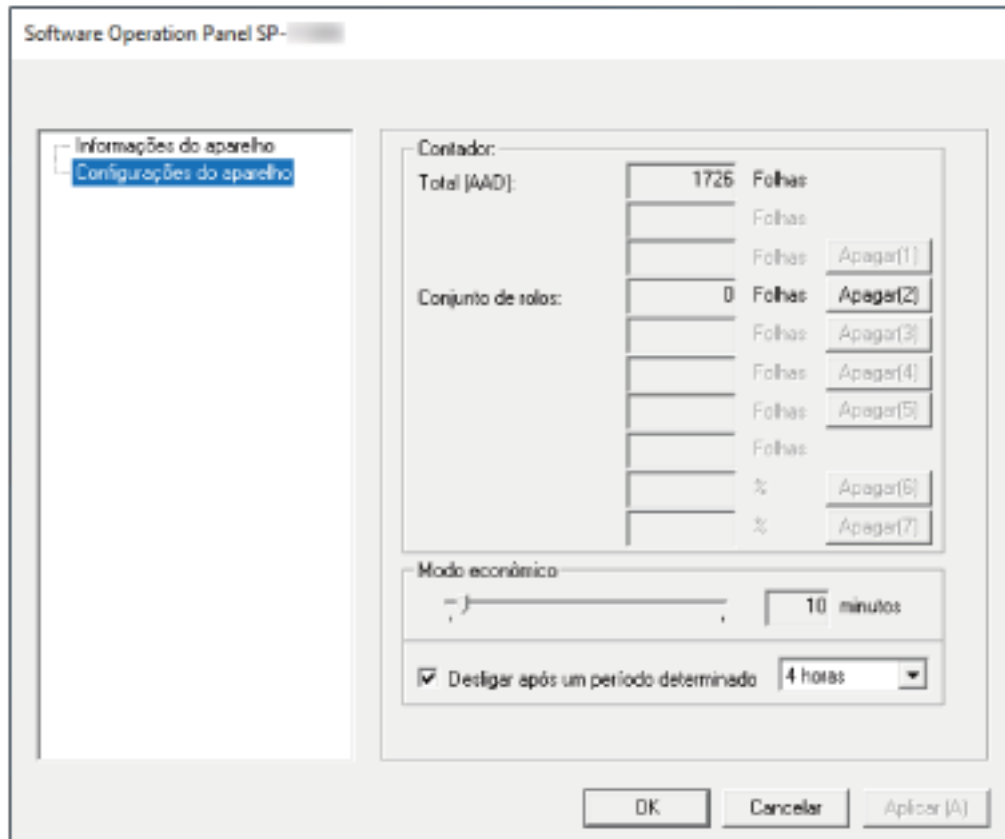 Software Operation Panel SP-
Informações do aparelho
Configurações do aparelho
Contador:
Total (AAD): 1726 Folhas
Folhas
Folhas Apagar(1)
Conjunto de rolos: 0 Folhas Apagar(2)
Folhas Apagar(3)
Folhas Apagar(4)
Folhas Apagar(5)
Folhas
% Apagar(6)
% Apagar(7)
Modo econômico
10 minutos
Desligar após um período determinado 4 horas
OK Cancelar Aplicar (A)